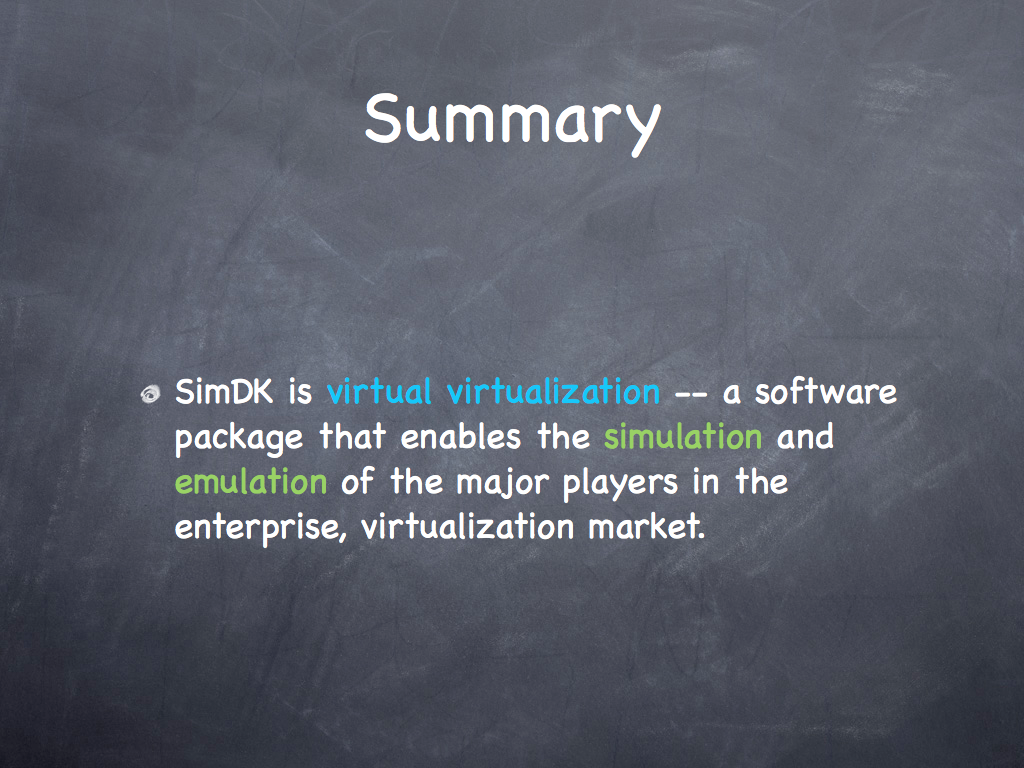 Summary
SimDK is virtual virtualization -- a software
package that enables the simulation and
emulation of the major players in the
enterprise, virtualization market.